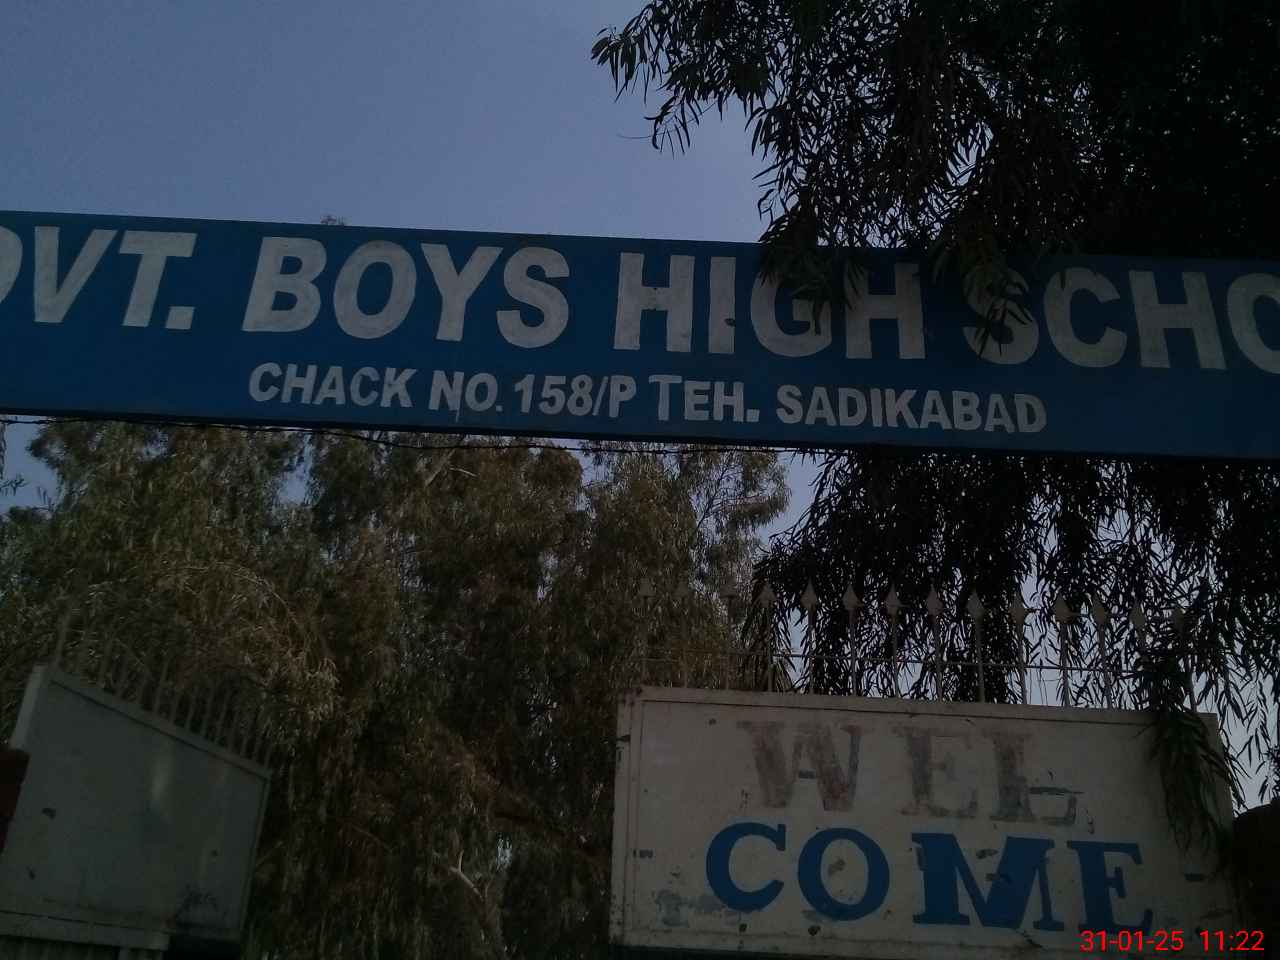 OVT. BOYS HIGH SCHO
CHACK NO. 158/P TEH. SADIKABAD
WEL
COME
31-01-25 11:22